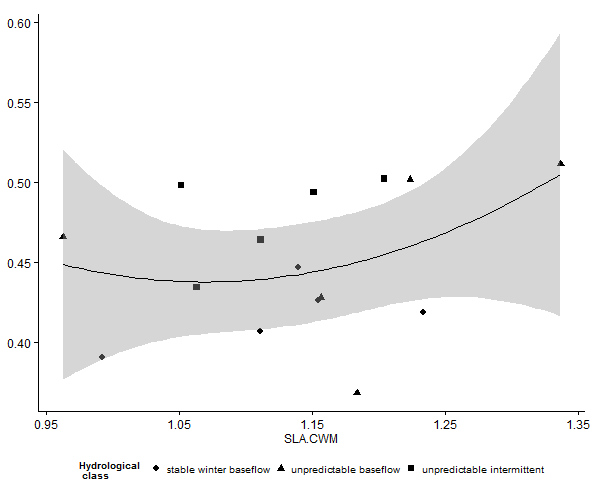 0.60
0.55
0.50
0.45
0.40
0.95 1.05 1.15 1.25 1.35
SLA.CWM
Hydrological
class
stable winter baseflow unpredictable baseflow unpredictable intermittent